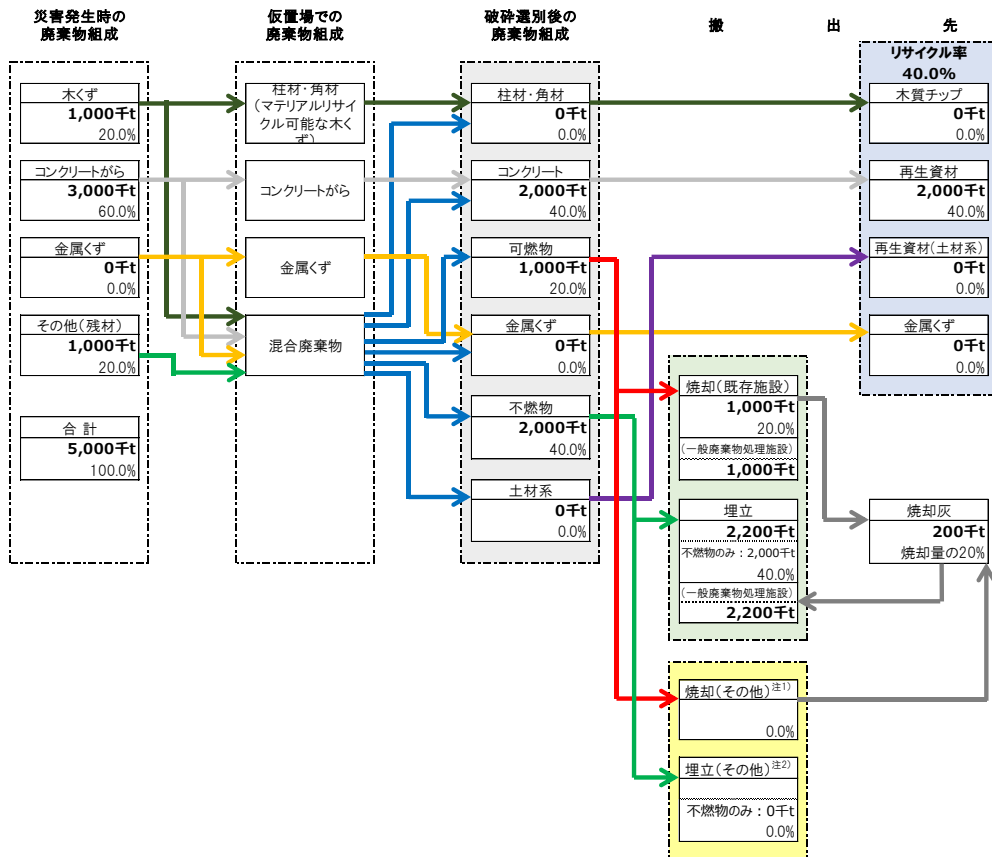 災害発生時の
廃棄物組成
仮置場での
廃棄物組成
破砕選別後の
廃棄物組成
搬 出 先
リサイクル率
40.0%
木くず
1,000千t
20.0%
コンクリートがら
3,000千t
60.0%
金属くず
0千t
0.0%
その他(残材)
1,000千t
20.0%
合 計
5,000千t
100.0%
柱材・角材
(マテリアルリサイ
クル可能な木く
ず)
コンクリートがら
金属くず
混合廃棄物
柱材・角材
0千t
0.0%
コンクリート
2,000千t
40.0%
可燃物
1,000千t
20.0%
金属くず
0千t
0.0%
不燃物
2,000千t
40.0%
土材系
0千t
0.0%
木質チップ
0千t
0.0%
再生資材
2,000千t
40.0%
再生資材(土材系)
0千t
0.0%
金属くず
0千t
0.0%
焼却(既存施設)
1,000千t
20.0%
(一般廃棄物処理施設)
1,000千t
埋立
2,200千t
不燃物のみ：2,000千t
40.0%
(一般廃棄物処理施設)
2,200千t
焼却灰
200千t
焼却量の20%
焼却(その他)注1)
0.0%
埋立(その他)注2)
不燃物のみ：0千t
0.0%